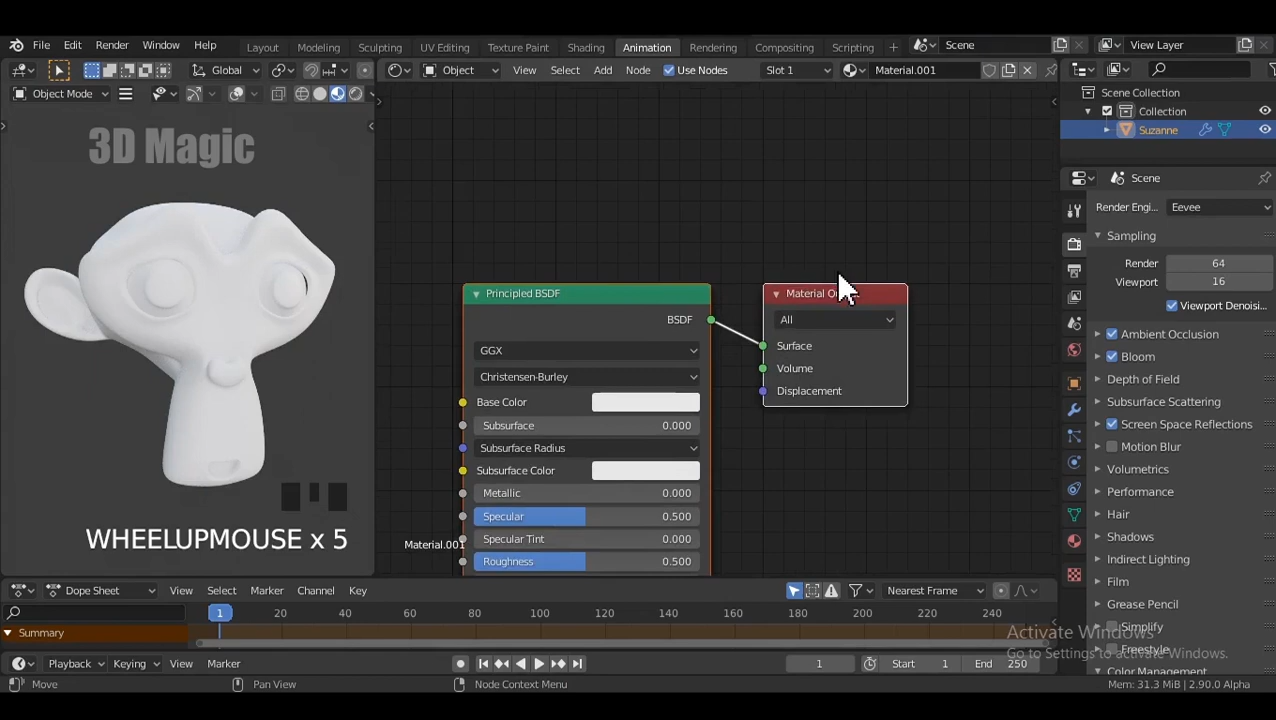 File Edit Render Window Help Layout Modeling Sculpting UV Editing Texture Paint Shading Animation Rendering Compositing Scripting + Scene View Layer
Global Object View Select Add Node Use Nodes Slot 1 Material.001
Object Mode
Scene Collection
Collection
Suzanne
3D Magic
Scene
Render Engi... Eevee
Sampling
Render 64
Viewport 16
Viewport Denoisi...
Ambient Occlusion
Bloom
Depth of Field
Subsurface Scattering
Screen Space Reflections
Motion Blur
Volumetrics
Performance
Hair
Shadows
Indirect Lighting
Film
Grease Pencil
Simplify
Freestyle
Color Management
Principled BSDF
BSDF
GGX
Christensen-Burley
Base Color
Subsurface 0.000
Subsurface Radius
Subsurface Color
Metallic 0.000
Specular 0.500
Specular Tint 0.000
Roughness 0.500
Material O
All
Surface
Volume
Displacement
Material.001
WHEELUPMOUSE x 5
Dope Sheet View Select Marker Channel Key Nearest Frame
1 20 40 60 80 100 120 140 160 180 200 220 240
Summary
Activate Windows
Go to Settings to activate Windows.
Playback Keying View Marker 1 Start 1 End 250
Move Pan View Node Context Menu Mem: 31.3 MiB | 2.90.0 Alpha